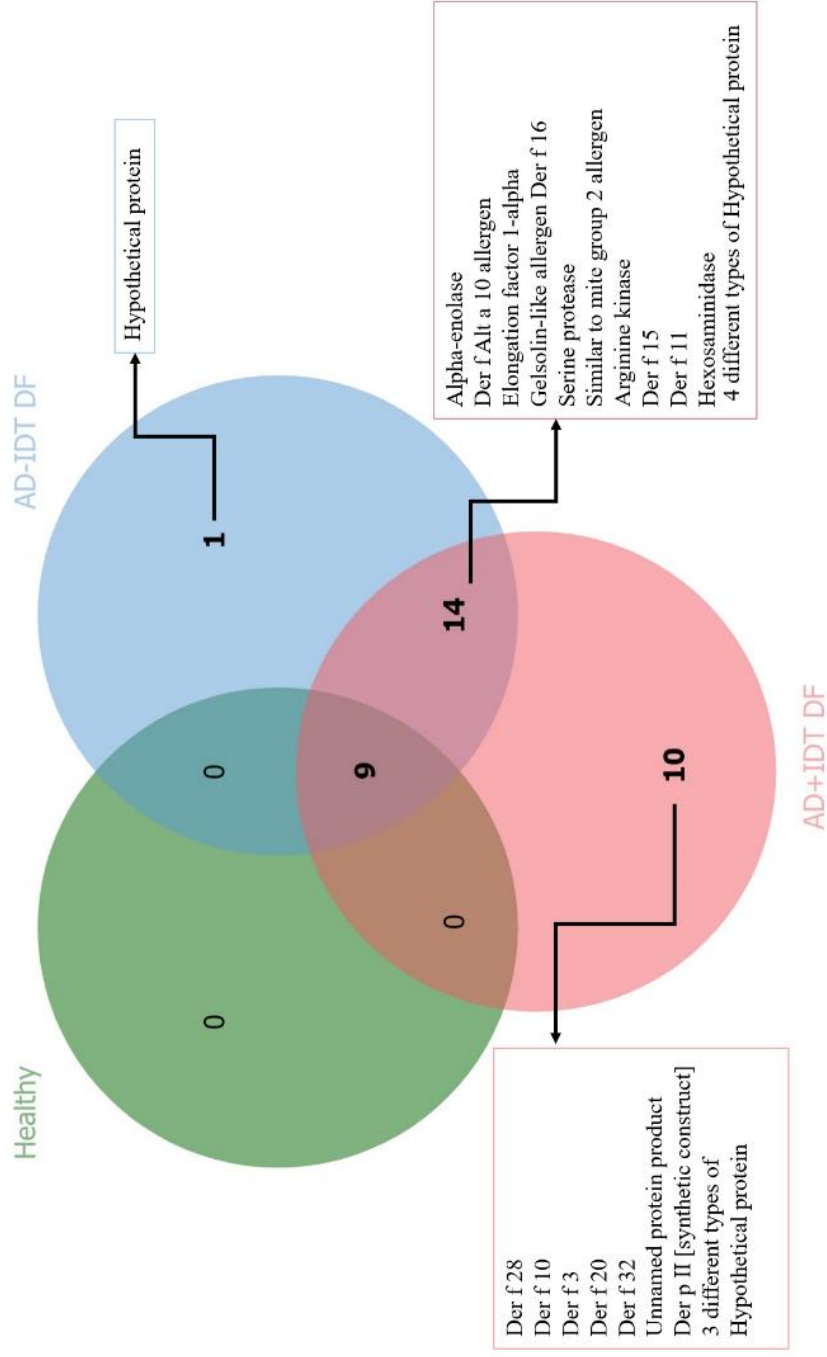 Healthy
AD-IDT DF
0
0
1
9
0
14
10
AD+IDT DF
Hypothetical protein
Alpha-enolase
Der f Alt a 10 allergen
Elongation factor 1-alpha
Gelsolin-like allergen Der f 16
Serine protease
Similar to mite group 2 allergen
Arginine kinase
Der f 15
Der f 11
Hexosaminidase
4 different types of Hypothetical protein
Der f 28
Der f 10
Der f 3
Der f 20
Der f 32
Unnamed protein product
Der p II [synthetic construct]
3 different types of
Hypothetical protein